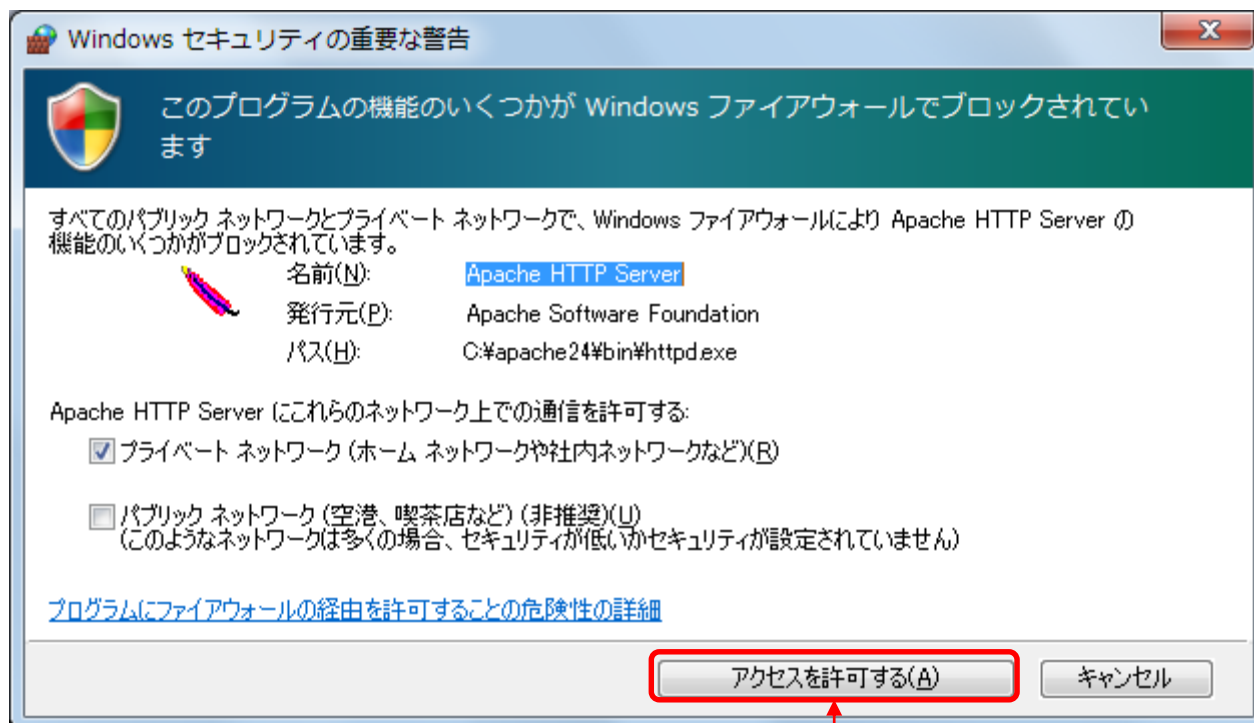 Windows セキュリティの重要な警告
このプログラムの機能のいくつかが Windows ファイアウォールでブロックされてい
ます
すべてのパブリック ネットワークとプライベート ネットワークで、Windows ファイアウォールにより Apache HTTP Server の
機能のいくつかがブロックされています。
名前(N): Apache HTTP Server
発行元(P): Apache Software Foundation
パス(H): C:¥apache24¥bin¥httpd.exe
Apache HTTP Server にこれらのネットワーク上での通信を許可する:
プライベート ネットワーク (ホーム ネットワークや社内ネットワークなど)(R)
パブリック ネットワーク (空港、喫茶店など) (非推奨)(U)
(このようなネットワークは多くの場合、セキュリティが低いかセキュリティが設定されていません)
プログラムにファイアウォールの経由を許可することの危険性の詳細
アクセスを許可する(A) キャンセル